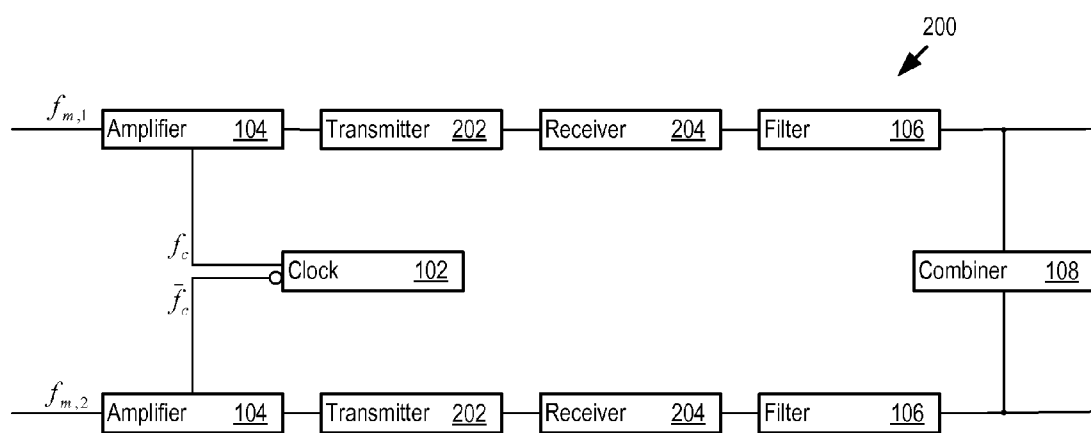 200
f_{m,1}
Amplifier 104 Transmitter 202 Receiver 204 Filter 106
f_c
Clock 102 Combiner 108
f̄_c
f_{m,2}
Amplifier 104 Transmitter 202 Receiver 204 Filter 106